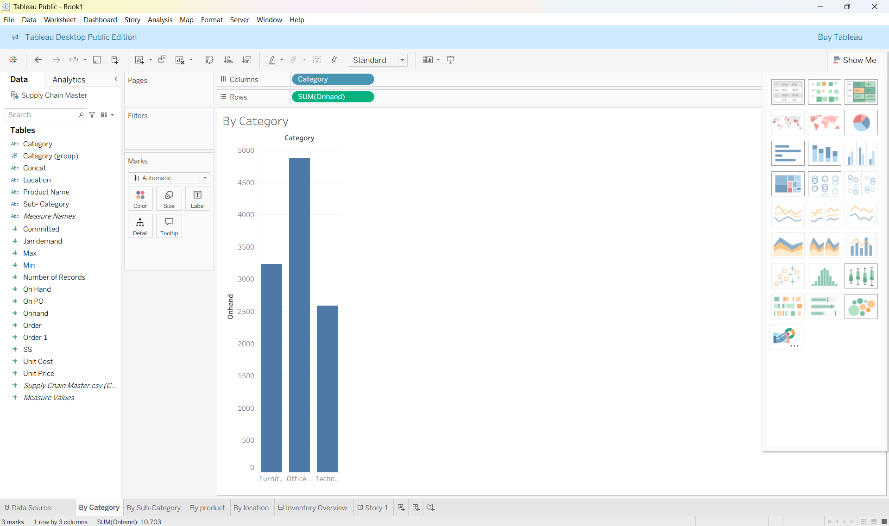 Tableau Public - Book1
File Data Worksheet Dashboard Story Analysis Map Format Server Window Help
Tableau Desktop Public Edition Buy Tableau
Standard
Show Me
Data Analytics
Supply Chain Master
Search
Tables
Abc Category
Category (group)
Abc Concat
Abc Location
Abc Product Name
Abc Sub- Category
Abc Measure Names
Committed
Jan demand
Max
Min
Number of Records
On Hand
On PO
Onhand
Order
Order 1
SS
Unit Cost
Unit Price
Supply Chain Master.csv (C...
Measure Values
Pages
Filters
Marks
Automatic
Color Size Label
Detail Tooltip
Columns Category
Rows SUM(Onhand)
By Category
Category
5000
4500
4000
3500
3000
2500
2000
1500
1000
500
0
Onhand
Furnit.. Office .. Techn..
Data Source By Category By Sub-Category By product By location Inventory Overview Story 1
3 marks 1 row by 3 columns SUM(Onhand): 10,703